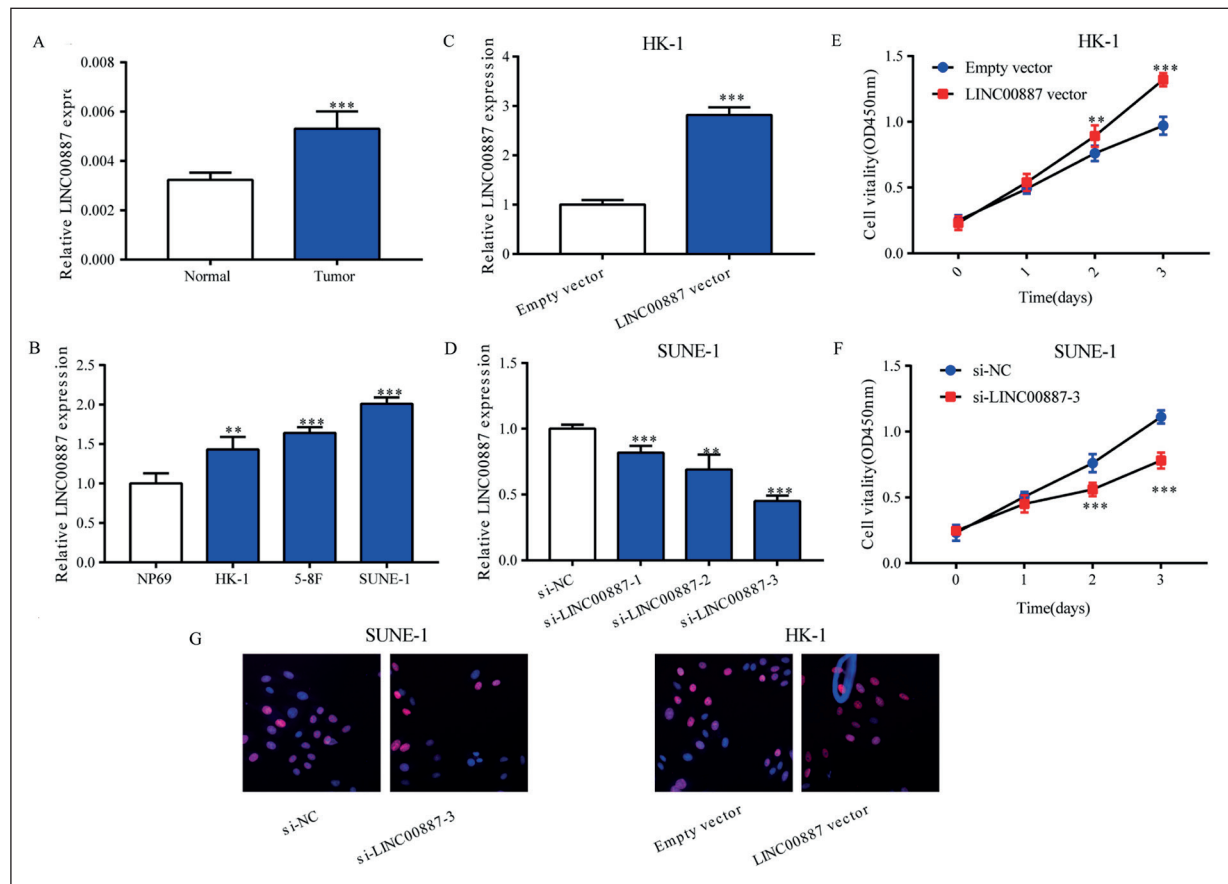 A
Relative LINC00887 expre
0.008
0.006
0.004
0.002
0.000
***
Normal
Tumor
B
Relative LINC00887 expression
2.5
2.0
1.5
1.0
0.5
0.0
**
***
***
NP69
HK-1
5-8F
SUNE-1
C
HK-1
Relative LINC00887 expression
4
3
2
1
0
***
Empty vector
LINC00887 vector
D
SUNE-1
Relative LINC00887 expression
1.5
1.0
0.5
0.0
***
**
***
si-NC
si-LINC00887-1
si-LINC00887-2
si-LINC00887-3
E
HK-1
Cell vitality(OD450nm)
1.5
1.0
0.5
0.0
Empty vector
LINC00887 vector
**
***
0
1
2
3
Time(days)
F
SUNE-1
Cell vitality(OD450nm)
1.5
1.0
0.5
0.0
si-NC
si-LINC00887-3
***
***
0
1
2
3
Time(days)
G
SUNE-1
si-NC
si-LINC00887-3
HK-1
Empty vector
LINC00887 vector